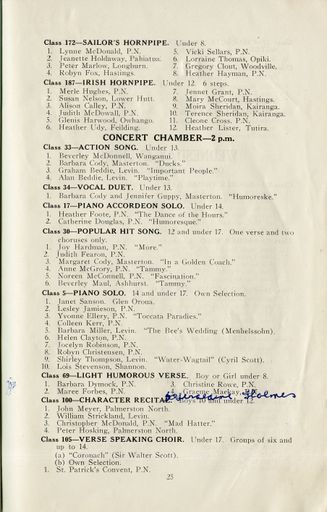 Class 172—SAILOR'S HORNPIPE. Under 8.
1. Lynne McDonald, P.N. 5. Vicki Sellars, P.N.
2. Jeanette Holdaway, Pahiatua. 6. Lorraine Thomas, Opiki.
3. Peter Marlow, Longburn. 7. Gregory Clout, Woodville.
4. Robyn Fox, Hastings. 8. Heather Hayman, P.N.
Class 187—IRISH HORNPIPE. Under 12. 6 steps.
1. Merle Hughes, P.N. 7. Jennet Grant, P.N.
2. Susan Nelson, Lower Hutt. 8. Mary McCourt, Hastings.
3. Alison Calley, P.N. 9. Moira Sheridan, Kairanga.
4. Judith McDowall, P.N. 10. Terence Sheridan, Kairanga.
5. Glenis Harwood, Owhango. 11. Cleone Cross, P.N.
6. Heather Udy, Feilding. 12. Heather Lister, Tutira.
CONCERT CHAMBER—2 p.m.
Class 33—ACTION SONG. Under 13.
1. Beverley McDonnell, Wanganui.
2. Barbara Cody, Masterton. "Ducks."
3. Graham Beddie, Levin. "Important People."
4. Alan Beddie, Levin. "Playtime."
Class 34—VOCAL DUET. Under 13.
1. Barbara Cody and Jennifer Guppy, Masterton. "Humoreske."
Class 17—PIANO ACCORDEON SOLO. Under 14.
1. Heather Foote, P.N. "The Dance of the Hours."
2. Catherine Douglas, P.N. "Humoresque."
Class 30—POPULAR HIT SONG. 12 and under 17. One verse and two
choruses only.
1. Joy Hardman, P.N. "More."
2. Judith Fearon, P.N.
3. Margaret Cody, Masterton. "In a Golden Coach."
4. Anne McGrory, P.N. "Tammy."
5. Noreen McConnell, P.N. "Fascination."
6. Beverley Maul, Ashhurst. "Tammy."
Class 5—PIANO SOLO. 14 and under 17. Own Selection.
1. Janet Sanson. Glen Oroua.
2. Lesley Jamieson, P.N.
3. Yvonne Ellery, P.N. "Toccata Paradies."
4. Colleen Kerr, P.N.
5. Barbara Miller, Levin. "The Bee's Wedding (Mendelssohn).
6. Helen Clayton, P.N.
7. Jocelyn Robinson, P.N.
8. Robyn Christensen, P.N.
9. Shirley Thompson, Levin. "Water-Wagtail" (Cyril Scott).
10. Lois Stevenson, Shannon.
Class 69—LIGHT HUMOROUS VERSE. Boy or Girl under 8.
1. Barbara Dymock, P.N. 3. Christine Rowe, P.N.
2. Maree Forbes, P.N. 4. Graeme Mackay, P.N.
Holmes
Class 100—CHARACTER RECITAL. Boys 10 and under 12.
1. John Meyer, Palmerston North.
2. William Strickland, Levin.
3. Christopher McDonald, P.N. "Mad Hatter."
4. Peter Hosking, Palmerston North.
Class 105—VERSE SPEAKING CHOIR. Under 17. Groups of six and
up to 14.
(a) "Coronach" (Sir Walter Scott).
(b) Own Selection.
1. St. Patrick's Convent, P.N.
25